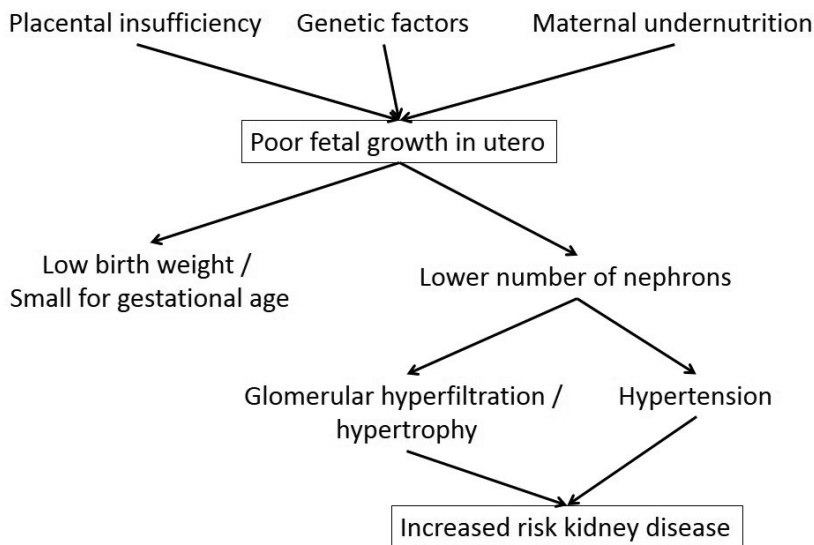 Placental insufficiency
Genetic factors
Maternal undernutrition
Poor fetal growth in utero
Low birth weight /
Small for gestational age
Lower number of nephrons
Glomerular hyperfiltration /
hypertrophy
Hypertension
Increased risk kidney disease